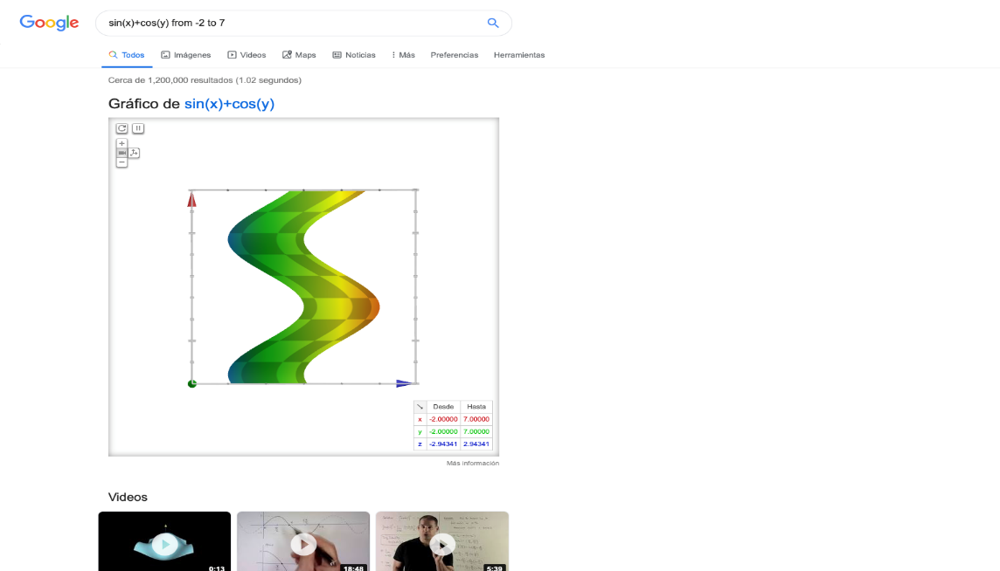 Google
sin(x)+cos(y) from -2 to 7
Todos Imágenes Videos Maps Noticias Más Preferencias Herramientas
Cerca de 1,200,000 resultados (1.02 segundos)
Gráfico de sin(x)+cos(y)
Desde Hasta
x -2.00000 7.00000
y -2.00000 7.00000
z -2.94341 2.94341
Más información
Videos
0:13 18:48 5:39